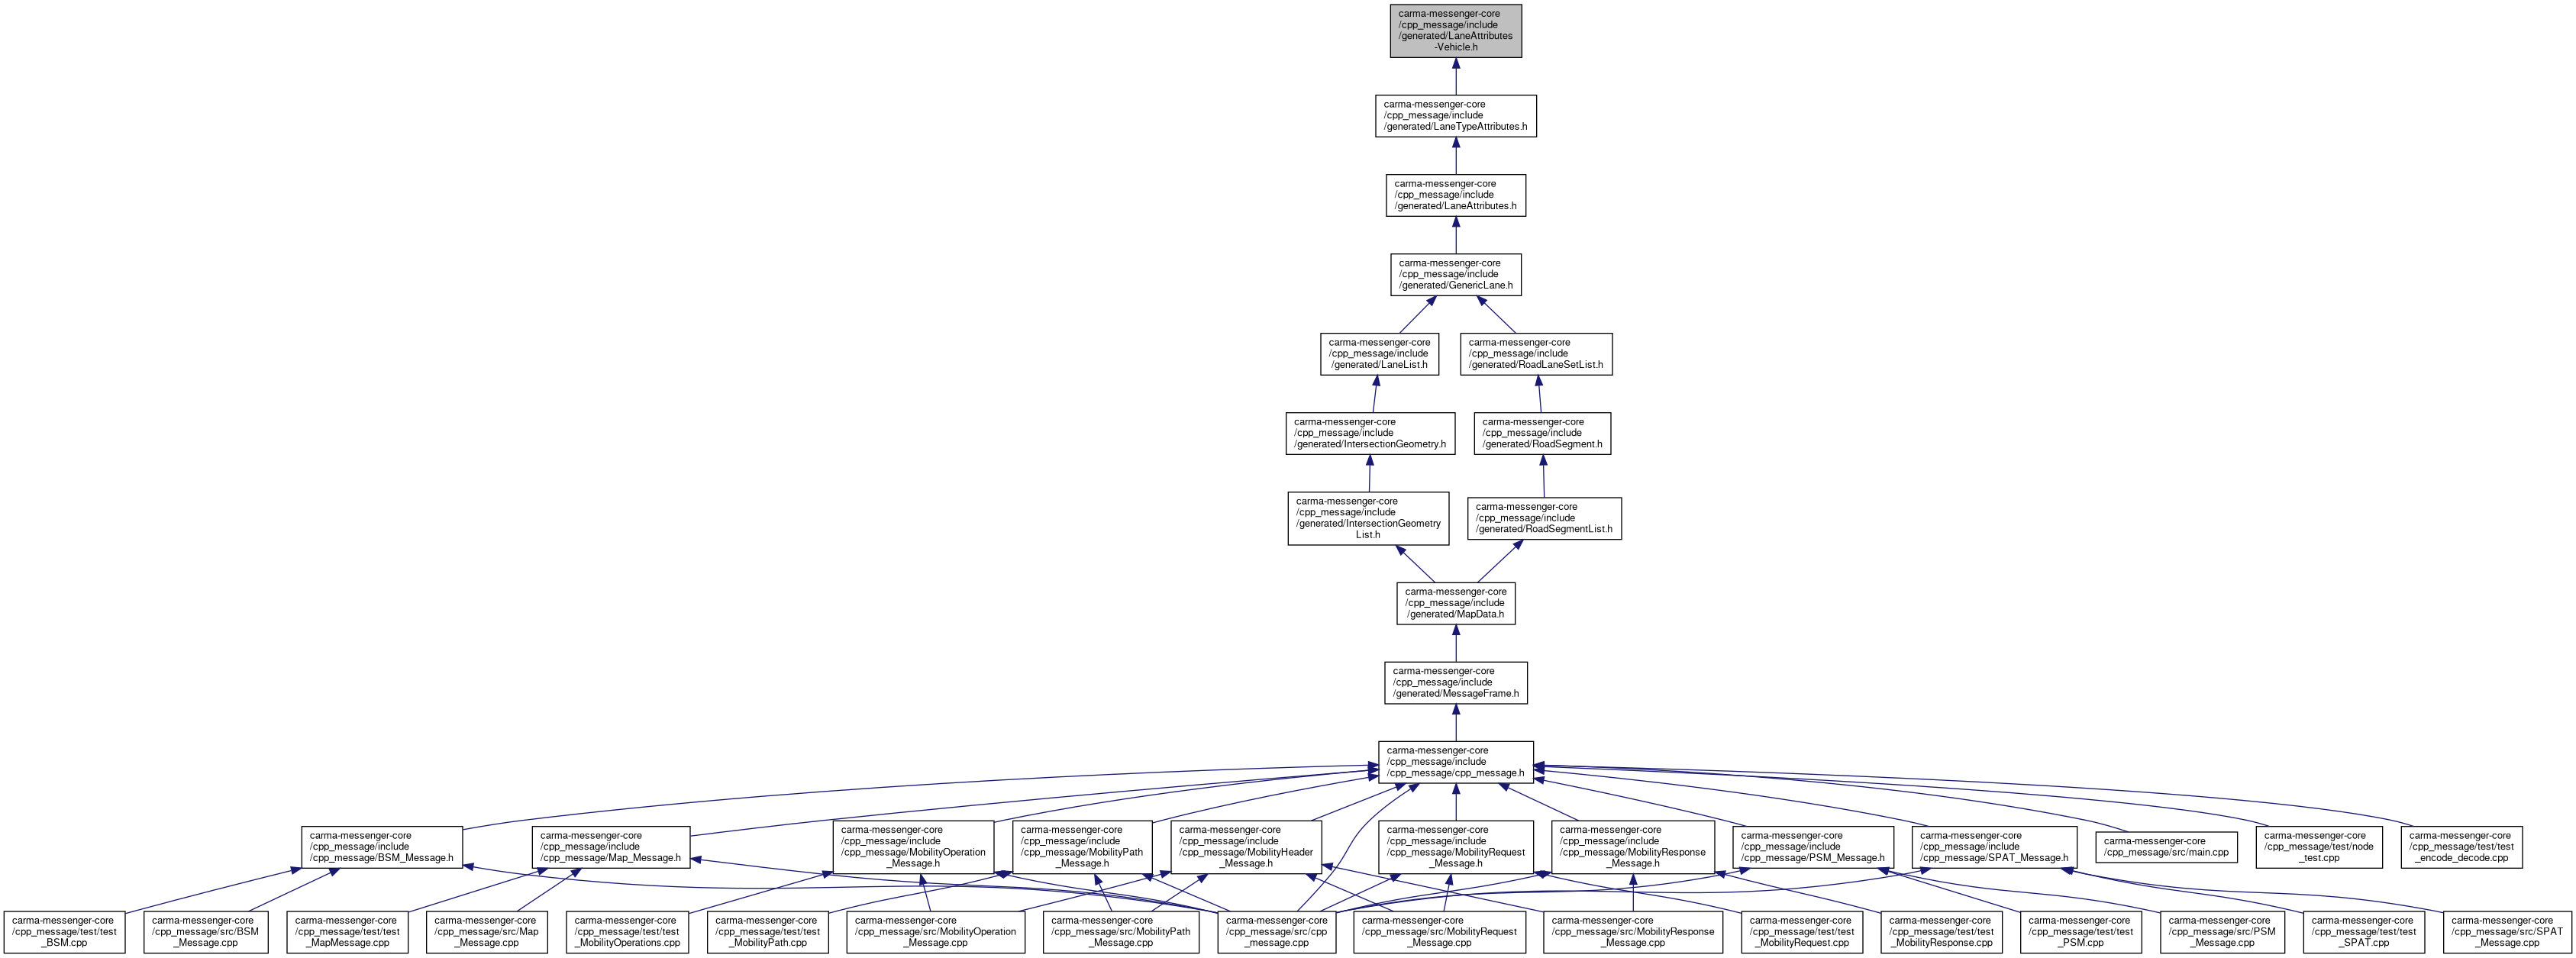 carma-messenger-core
/cpp_message/include
/generated/LaneAttributes
-Vehicle.h
carma-messenger-core
/cpp_message/include
/generated/LaneTypeAttributes.h
carma-messenger-core
/cpp_message/include
/generated/LaneAttributes.h
carma-messenger-core
/cpp_message/include
/generated/GenericLane.h
carma-messenger-core
/cpp_message/include
/generated/LaneList.h
carma-messenger-core
/cpp_message/include
/generated/RoadLaneSetList.h
carma-messenger-core
/cpp_message/include
/generated/IntersectionGeometry.h
carma-messenger-core
/cpp_message/include
/generated/RoadSegment.h
carma-messenger-core
/cpp_message/include
/generated/IntersectionGeometry
List.h
carma-messenger-core
/cpp_message/include
/generated/RoadSegmentList.h
carma-messenger-core
/cpp_message/include
/generated/MapData.h
carma-messenger-core
/cpp_message/include
/generated/MessageFrame.h
carma-messenger-core
/cpp_message/include
/cpp_message/cpp_message.h
carma-messenger-core
/cpp_message/include
/cpp_message/BSM_Message.h
carma-messenger-core
/cpp_message/include
/cpp_message/Map_Message.h
carma-messenger-core
/cpp_message/include
/cpp_message/MobilityOperation
_Message.h
carma-messenger-core
/cpp_message/include
/cpp_message/MobilityPath
_Message.h
carma-messenger-core
/cpp_message/include
/cpp_message/MobilityHeader
_Message.h
carma-messenger-core
/cpp_message/include
/cpp_message/MobilityRequest
_Message.h
carma-messenger-core
/cpp_message/include
/cpp_message/MobilityResponse
_Message.h
carma-messenger-core
/cpp_message/include
/cpp_message/PSM_Message.h
carma-messenger-core
/cpp_message/include
/cpp_message/SPAT_Message.h
carma-messenger-core
/cpp_message/src/main.cpp
carma-messenger-core
/cpp_message/test/node
_test.cpp
carma-messenger-core
/cpp_message/test/test
_encode_decode.cpp
carma-messenger-core
/cpp_message/test/test
_BSM.cpp
carma-messenger-core
/cpp_message/src/BSM
_Message.cpp
carma-messenger-core
/cpp_message/test/test
_MapMessage.cpp
carma-messenger-core
/cpp_message/src/Map
_Message.cpp
carma-messenger-core
/cpp_message/test/test
_MobilityOperations.cpp
carma-messenger-core
/cpp_message/test/test
_MobilityPath.cpp
carma-messenger-core
/cpp_message/src/MobilityOperation
_Message.cpp
carma-messenger-core
/cpp_message/src/MobilityPath
_Message.cpp
carma-messenger-core
/cpp_message/src/cpp
_message.cpp
carma-messenger-core
/cpp_message/src/MobilityRequest
_Message.cpp
carma-messenger-core
/cpp_message/src/MobilityResponse
_Message.cpp
carma-messenger-core
/cpp_message/test/test
_MobilityRequest.cpp
carma-messenger-core
/cpp_message/test/test
_MobilityResponse.cpp
carma-messenger-core
/cpp_message/test/test
_PSM.cpp
carma-messenger-core
/cpp_message/src/PSM
_Message.cpp
carma-messenger-core
/cpp_message/test/test
_SPAT.cpp
carma-messenger-core
/cpp_message/src/SPAT
_Message.cpp